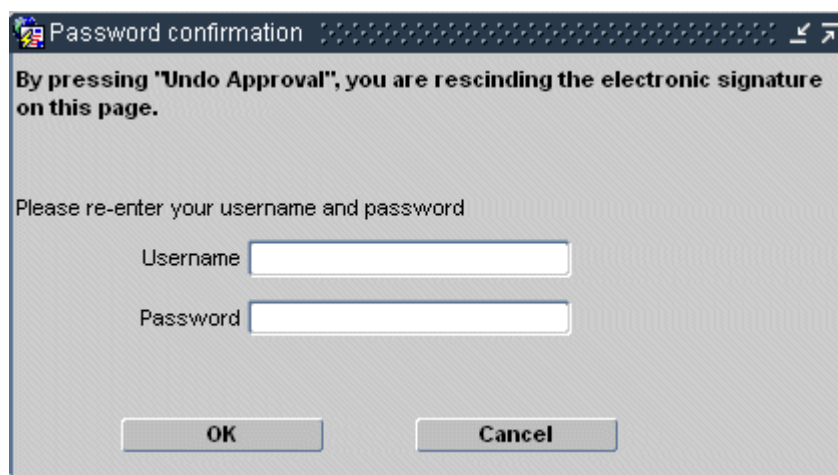 Password confirmation
By pressing "Undo Approval", you are rescinding the electronic signature
on this page.
Please re-enter your username and password
Username
Password
OK
Cancel